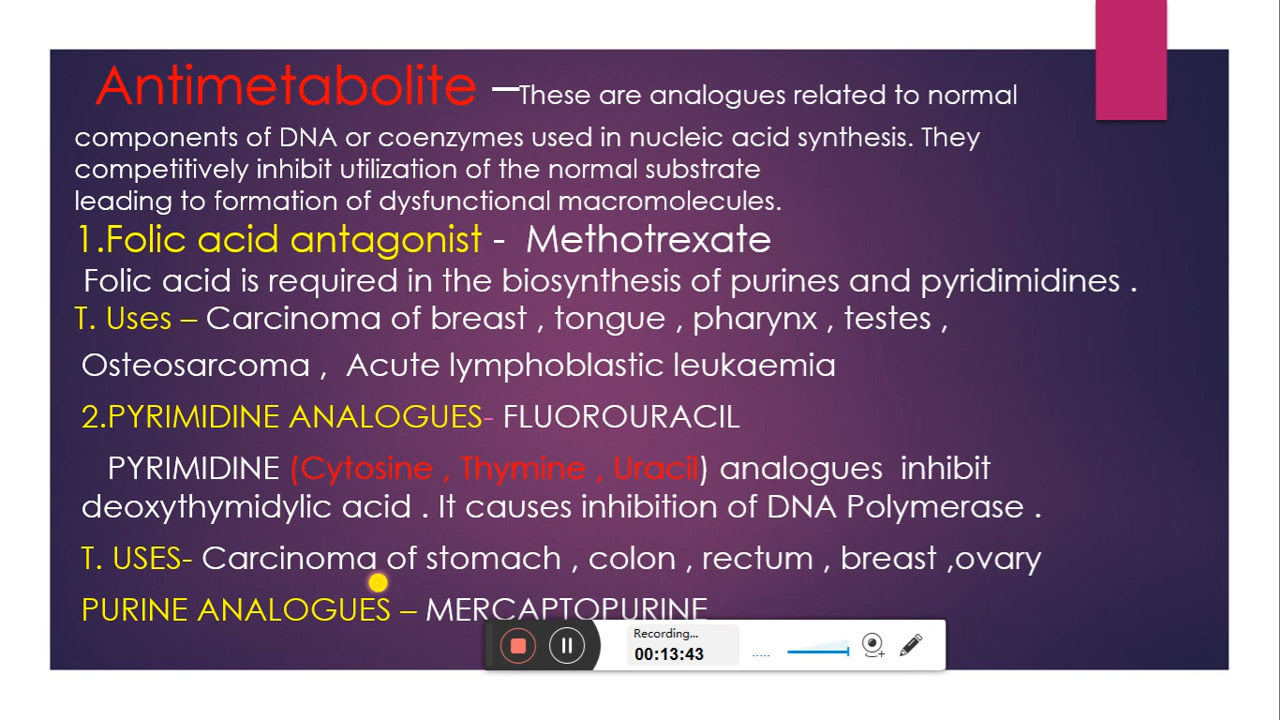 Antimetabolite – These are analogues related to normal
components of DNA or coenzymes used in nucleic acid synthesis. They
competitively inhibit utilization of the normal substrate
leading to formation of dysfunctional macromolecules.
1.Folic acid antagonist - Methotrexate
Folic acid is required in the biosynthesis of purines and pyridimidines .
T. Uses – Carcinoma of breast , tongue , pharynx , testes ,
Osteosarcoma , Acute lymphoblastic leukaemia
2.PYRIMIDINE ANALOGUES- FLUOROURACIL
PYRIMIDINE (Cytosine , Thymine , Uracil) analogues inhibit
deoxythymidylic acid . It causes inhibition of DNA Polymerase .
T. USES- Carcinoma of stomach , colon , rectum , breast ,ovary
PURINE ANALOGUES – MERCAPTOPURINE
Recording...
00:13:43